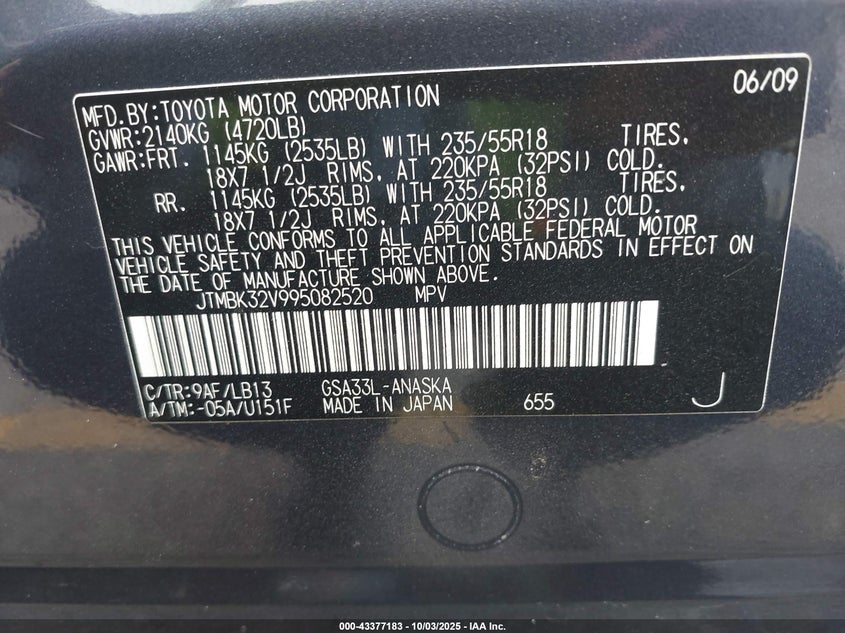 06/09
MFD.BY:TOYOTA MOTOR CORPORATION
GVWR:2140KG (4720LB)
GAWR:FRT. 1145KG (2535LB) WITH 235/55R18 TIRES,
18X7 1/2J RIMS, AT 220KPA (32PSI) COLD.
RR. 1145KG (2535LB) WITH 235/55R18 TIRES,
18X7 1/2J RIMS, AT 220KPA (32PSI) COLD.
THIS VEHICLE CONFORMS TO ALL APPLICABLE FEDERAL MOTOR
VEHICLE SAFETY AND THEFT PREVENTION STANDARDS IN EFFECT ON
THE DATE OF MANUFACTURE SHOWN ABOVE.
JTMBK32V995082520 MPV
C/TR:9AF/LB13 GSA33L-ANASKA
A/TM:-05A/U151F MADE IN JAPAN 655 J
000-43377183 - 10/03/2025 - IAA Inc.